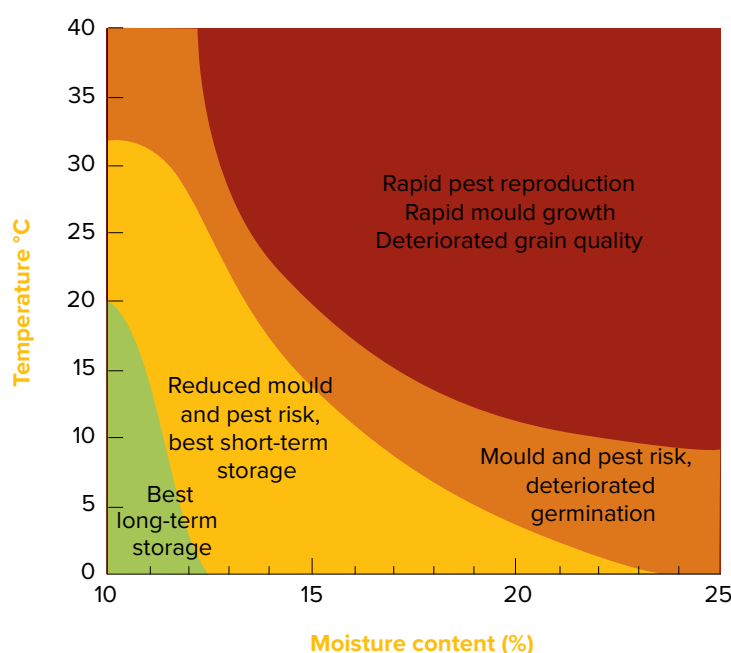 Temperature °C
40
35
30
25
20
15
10
5
0
Rapid pest reproduction
Rapid mould growth
Deteriorated grain quality
Reduced mould
and pest risk,
best short-term
storage
Mould and pest risk,
deteriorated
germination
Best
long-term
storage
10
15
20
25
Moisture content (%)